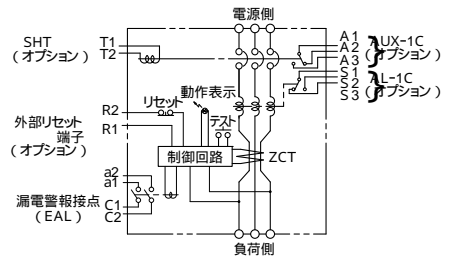 電源側
SHT
(オプション)
T1
T2
A1
A2
A3
AUX-1C
(オプション)
S1
S2
S3
AL-1C
(オプション)
動作表示
リセット
テスト
R2
R1
外部リセット
端子
(オプション)
制御回路
ZCT
a2
a1
漏電警報接点
(EAL)
C1
C2
負荷側